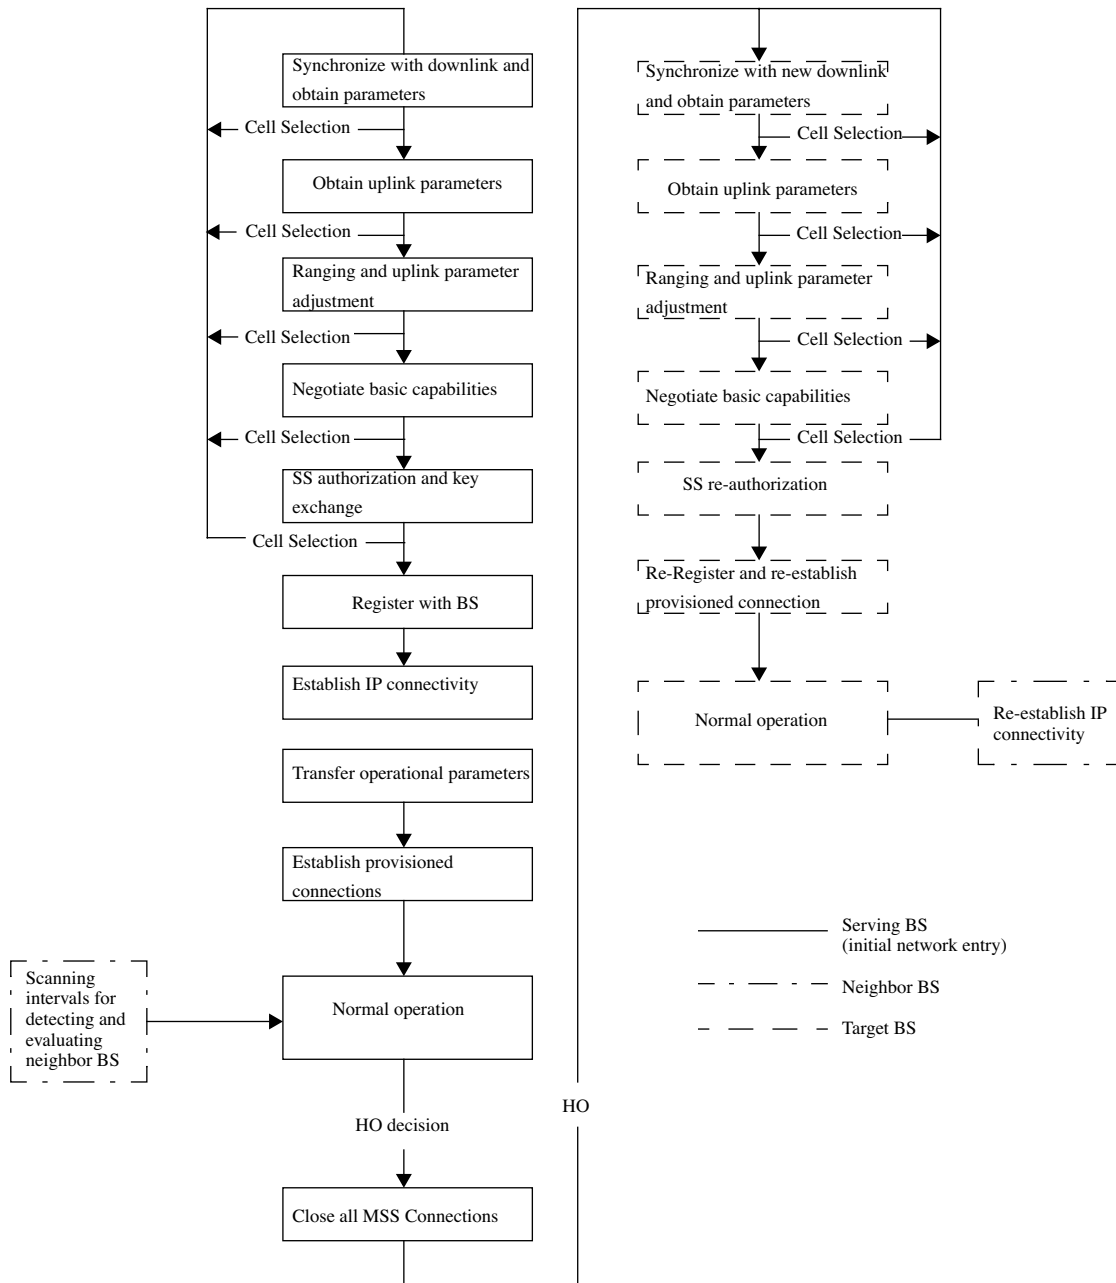 Synchronize with downlink and
obtain parameters
Cell Selection
Obtain uplink parameters
Cell Selection
Ranging and uplink parameter
adjustment
Cell Selection
Negotiate basic capabilities
Cell Selection
SS authorization and key
exchange
Cell Selection
Register with BS
Establish IP connectivity
Transfer operational parameters
Establish provisioned
connections
Scanning
intervals for
detecting and
evaluating
neighbor BS
Normal operation
HO decision
Close all MSS Connections
HO
Synchronize with new downlink
and obtain parameters
Cell Selection
Obtain uplink parameters
Cell Selection
Ranging and uplink parameter
adjustment
Cell Selection
Negotiate basic capabilities
Cell Selection
SS re-authorization
Re-Register and re-establish
provisioned connection
Normal operation
Re-establish IP
connectivity
Serving BS
(initial network entry)
Neighbor BS
Target BS